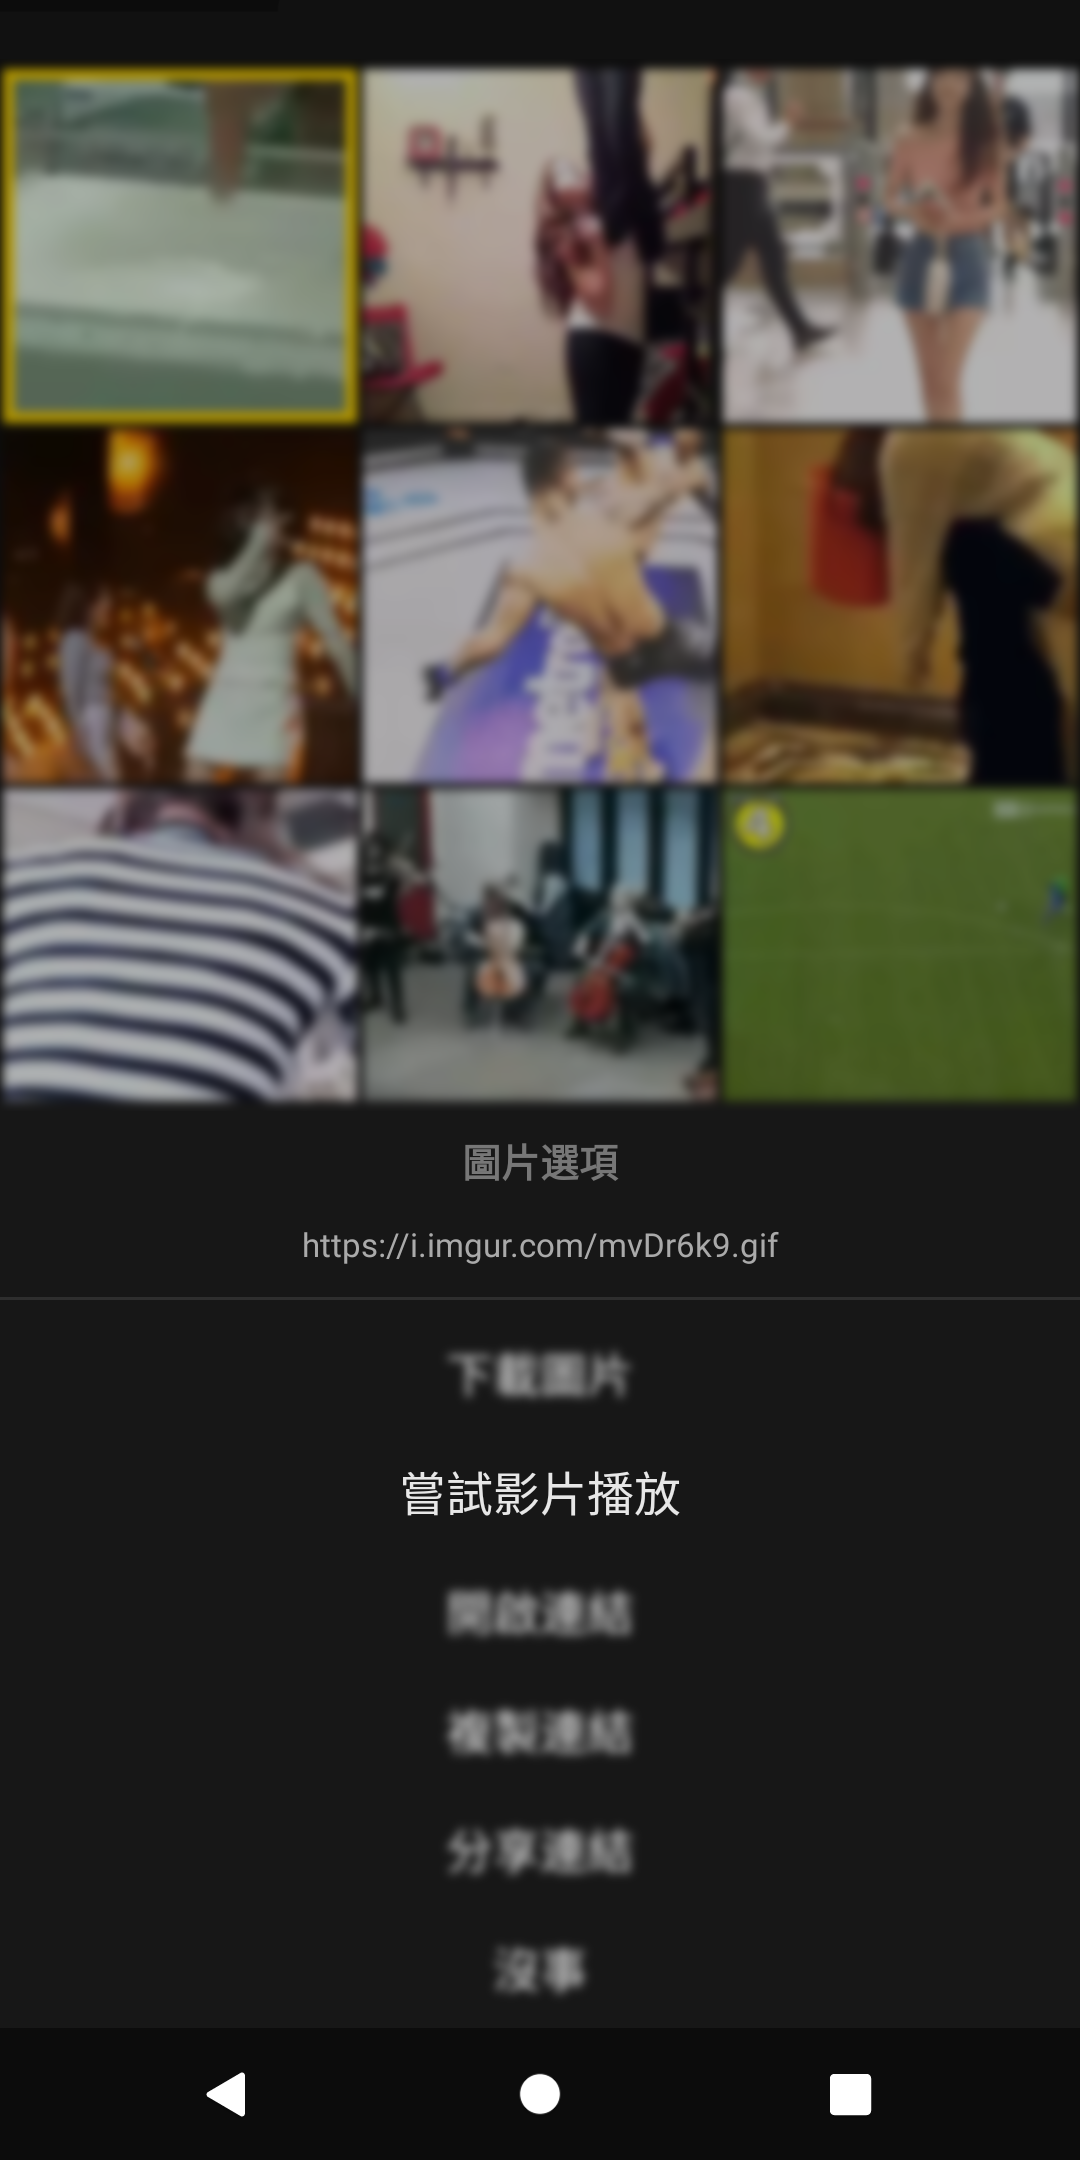 圖片選項
https://i.imgur.com/mvDr6k9.gif
下載圖片
嘗試影片播放
開啟連結
複製連結
分享連結
沒事